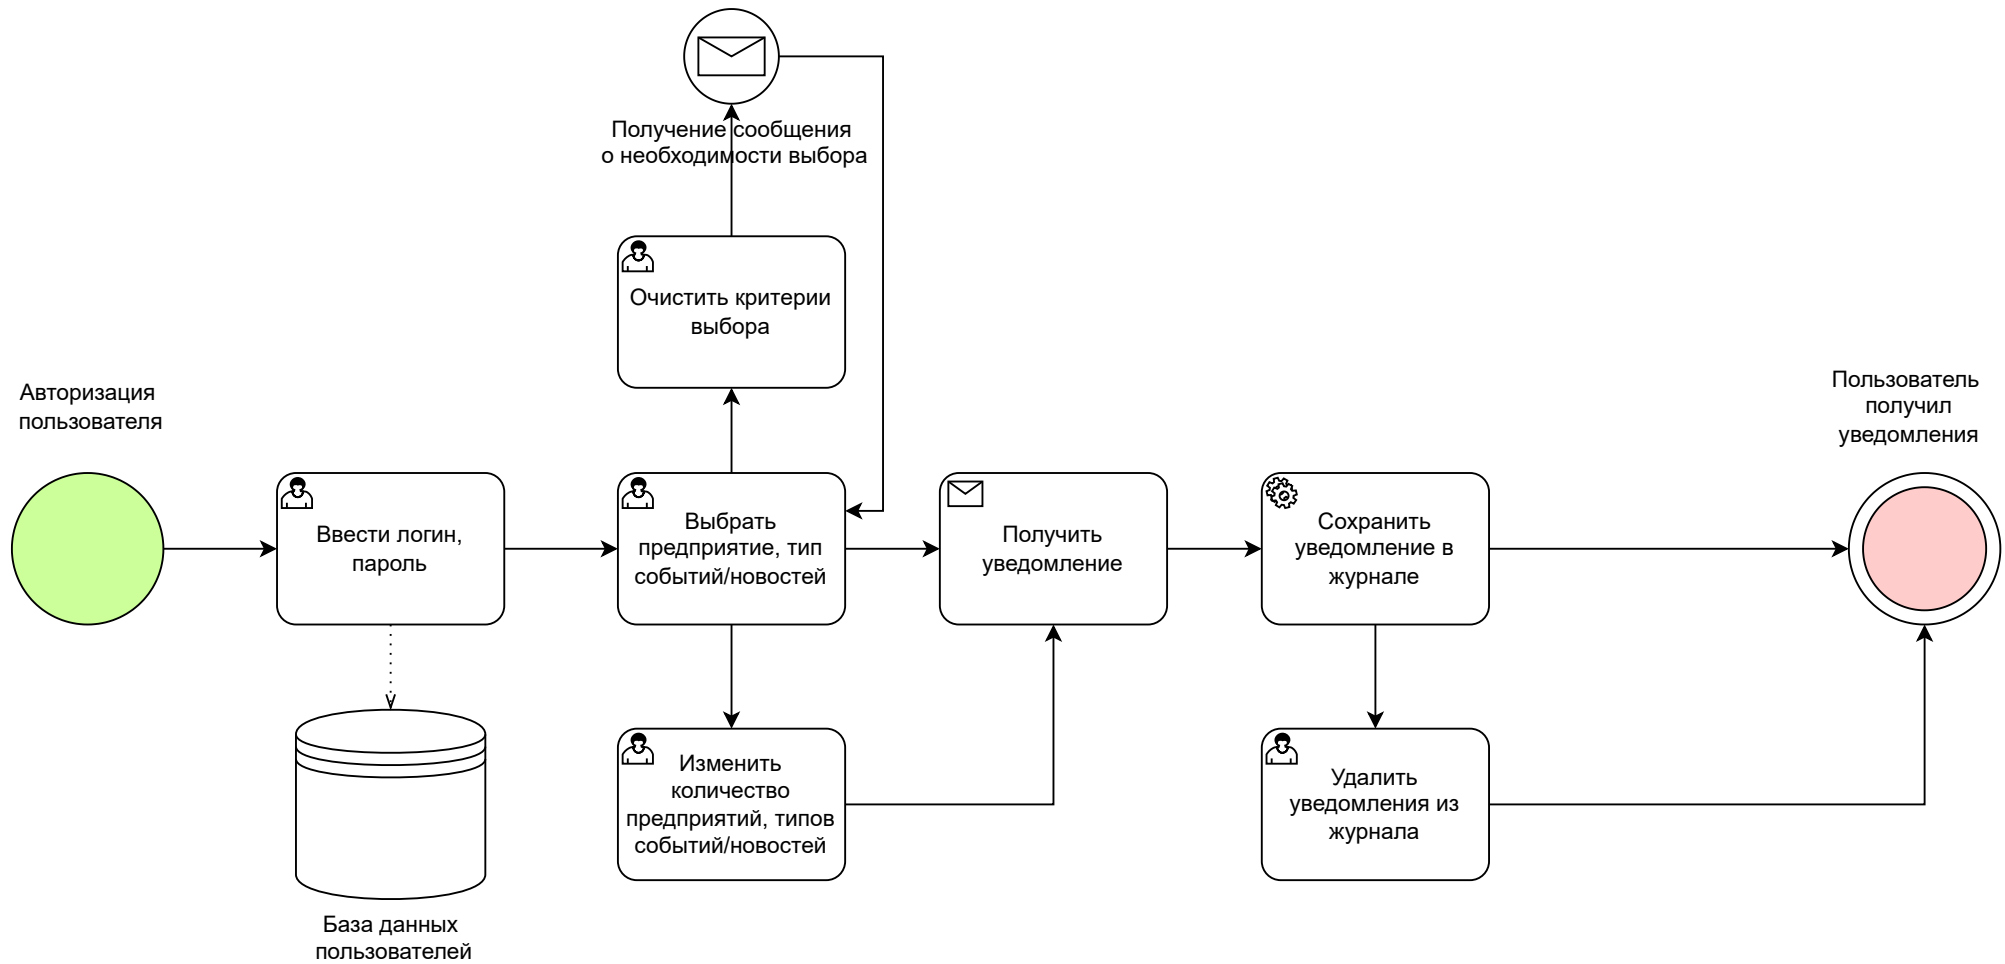 Получение сообщения
о необходимости выбора
Очистить критерии
выбора
Авторизация
пользователя
Пользователь
получил
уведомления
Ввести логин,
пароль
Выбрать
предприятие, тип
событий/новостей
Получить
уведомление
Сохранить
уведомление в
журнале
Изменить
количество
предприятий, типов
событий/новостей
Удалить
уведомления из
журнала
База данных
пользователей